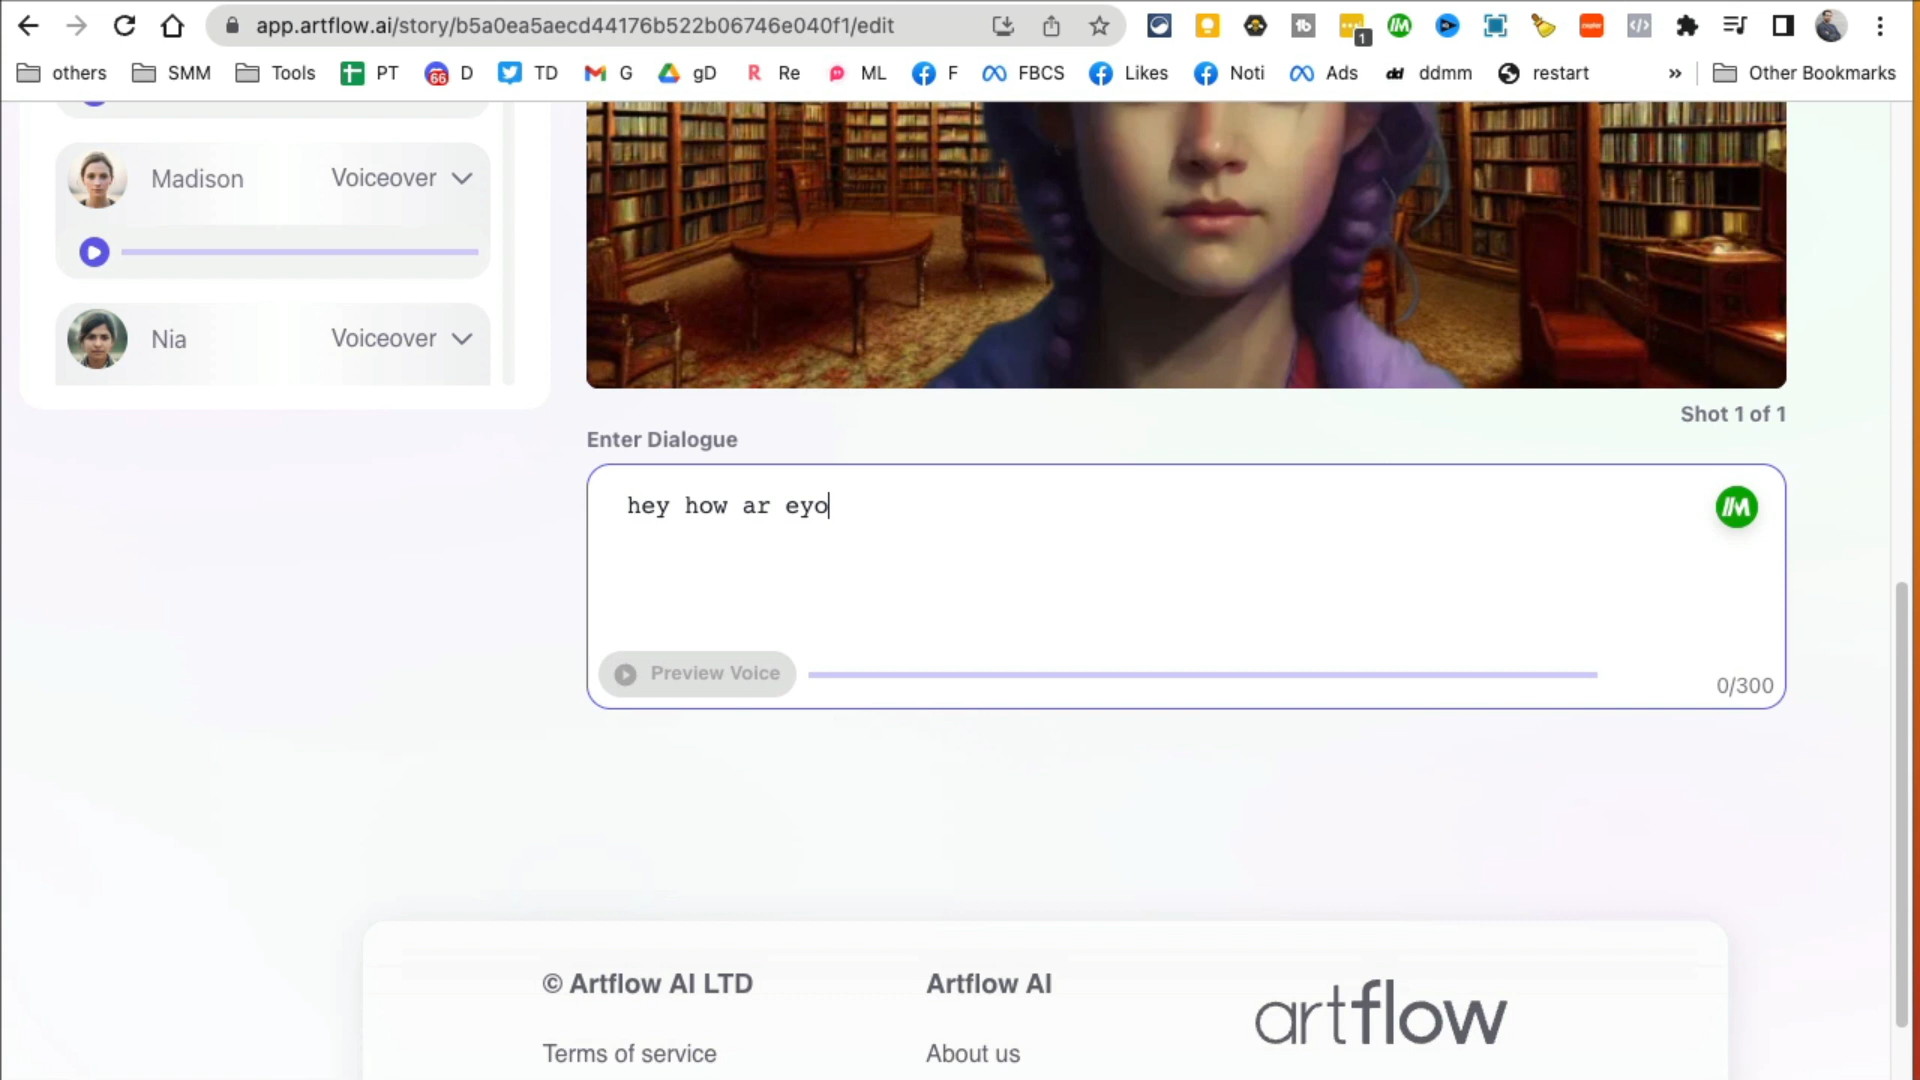 app.artflow.ai/story/b5a0ea5aecd44176b522b06746e040f1/edit
1
others SMM Tools PT 66 D TD G gD Re ML F FBCS Likes Noti Ads ddmm restart » Other Bookmarks
Madison Voiceover
Nia Voiceover
Shot 1 of 1
Enter Dialogue
hey how ar eyo
Preview Voice
0/300
© Artflow AI LTD
Terms of service
Artflow AI
About us
artflow